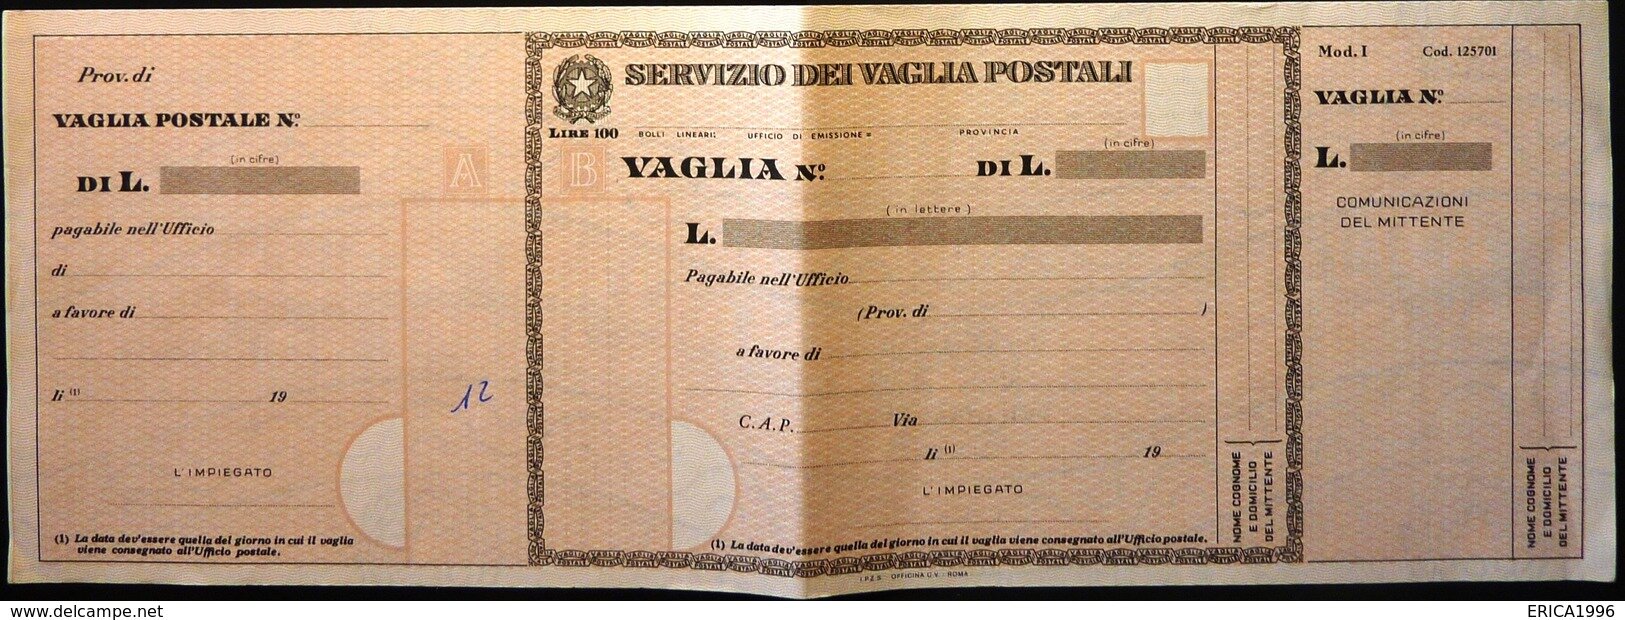 Prov. di
VAGLIA POSTALE N.º
(in cifre)
DI L.
pagabile nell'Ufficio
di
a favore di
li (1) 19
L'IMPIEGATO
(1) La data dev'essere quella del giorno in cui il vaglia
viene consegnato all'Ufficio postale.
A
B
12
SERVIZIO DEI VAGLIA POSTALI
LIRE 100
BOLLI LINEARI: UFFICIO DI EMISSIONE = PROVINCIA
VAGLIA N.º
DI L.
(in cifre)
(in lettere)
L.
Pagabile nell'Ufficio
(Prov. di )
a favore di
C.A.P. Via
li (1) 19
L'IMPIEGATO
(1) La data dev'essere quella del giorno in cui il vaglia viene consegnato all'Ufficio postale.
NOME COGNOME
E DOMICILIO
DEL MITTENTE
I.P.Z.S. OFFICINA C.V. - ROMA
Mod. I Cod. 125701
VAGLIA N.º
(in cifre)
L.
COMUNICAZIONI
DEL MITTENTE
NOME COGNOME
E DOMICILIO
DEL MITTENTE
delcampe.net
ERICA1996